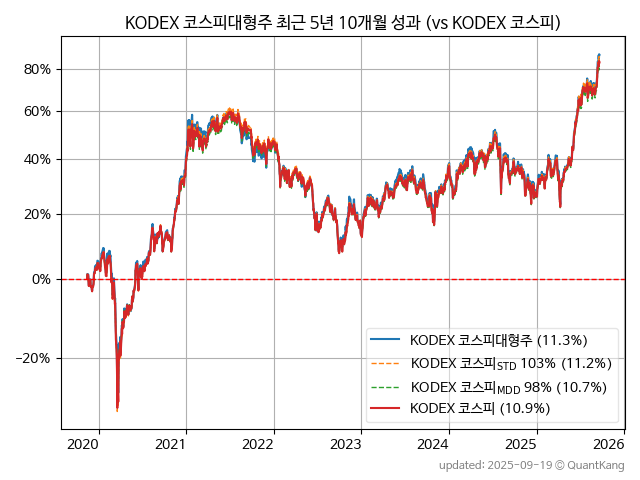 KODEX 코스피대형주 최근 5년 10개월 성과 (vs KODEX 코스피)
80%
60%
40%
20%
0%
−20%
KODEX 코스피대형주 (11.3%)
KODEX 코스피STD 103% (11.2%)
KODEX 코스피MDD 98% (10.7%)
KODEX 코스피 (10.9%)
2020 2021 2022 2023 2024 2025 2026
updated: 2025-09-19 © QuantKang